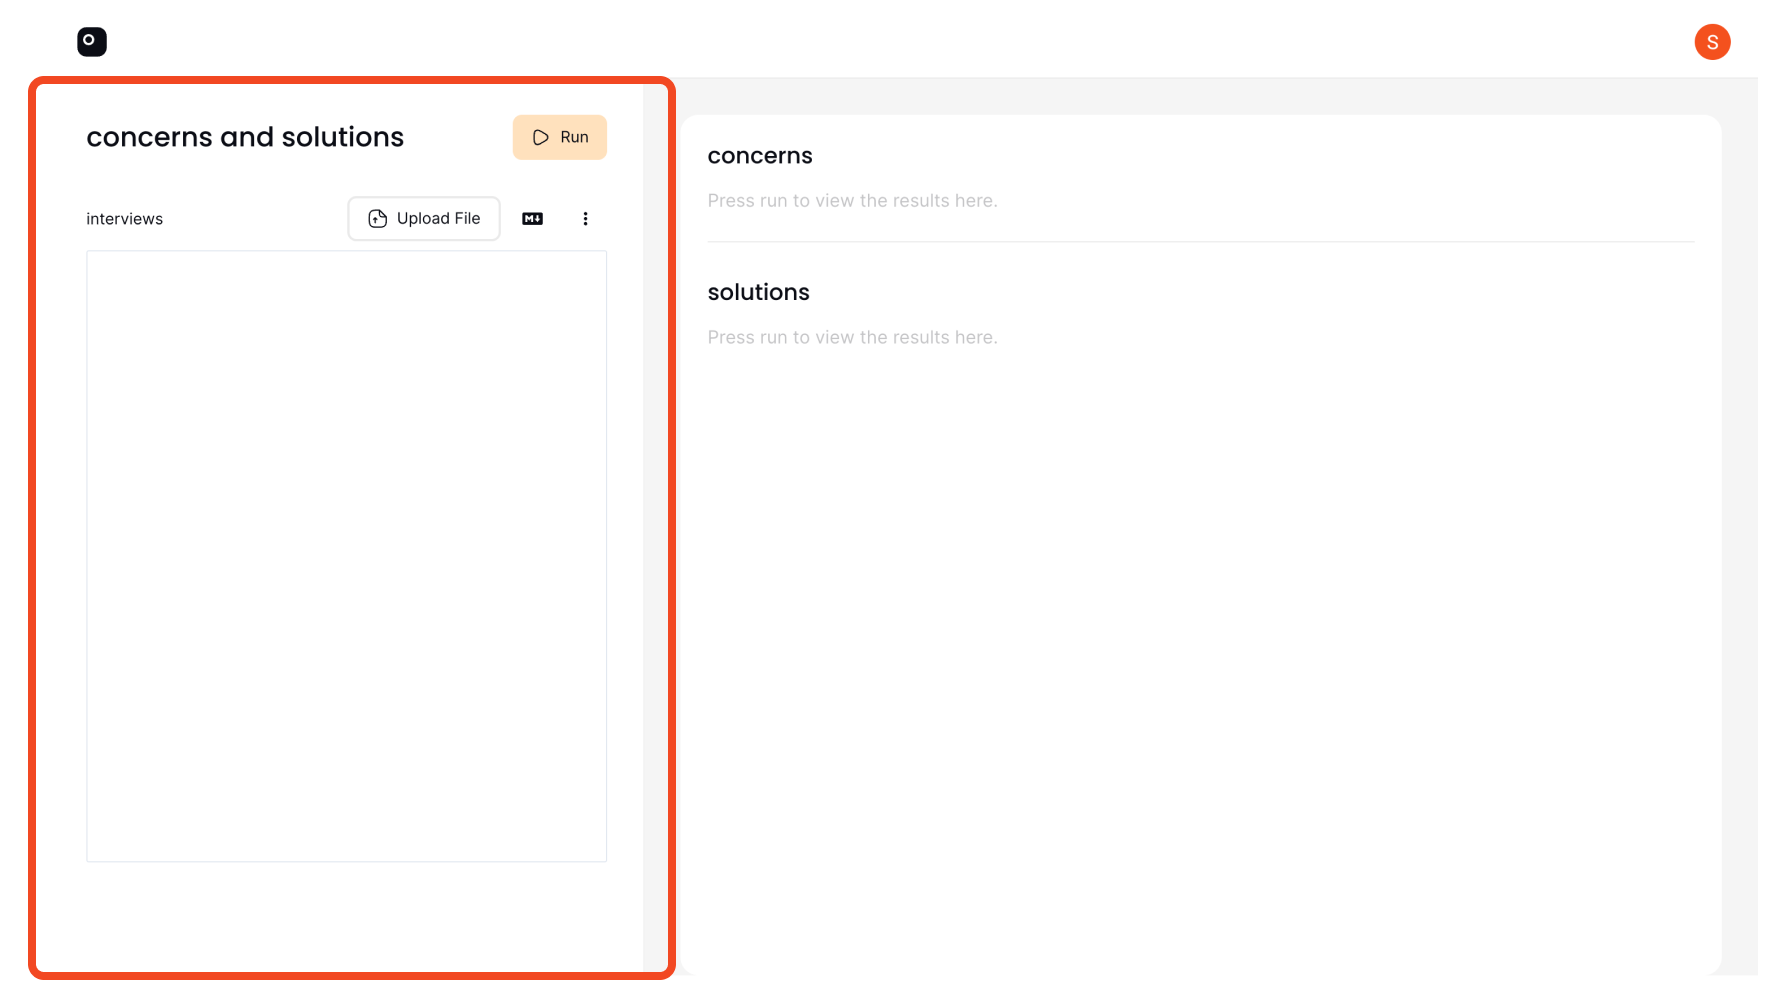 S
concerns and solutions
Run
interviews
Upload File
M
concerns
Press run to view the results here.
solutions
Press run to view the results here.